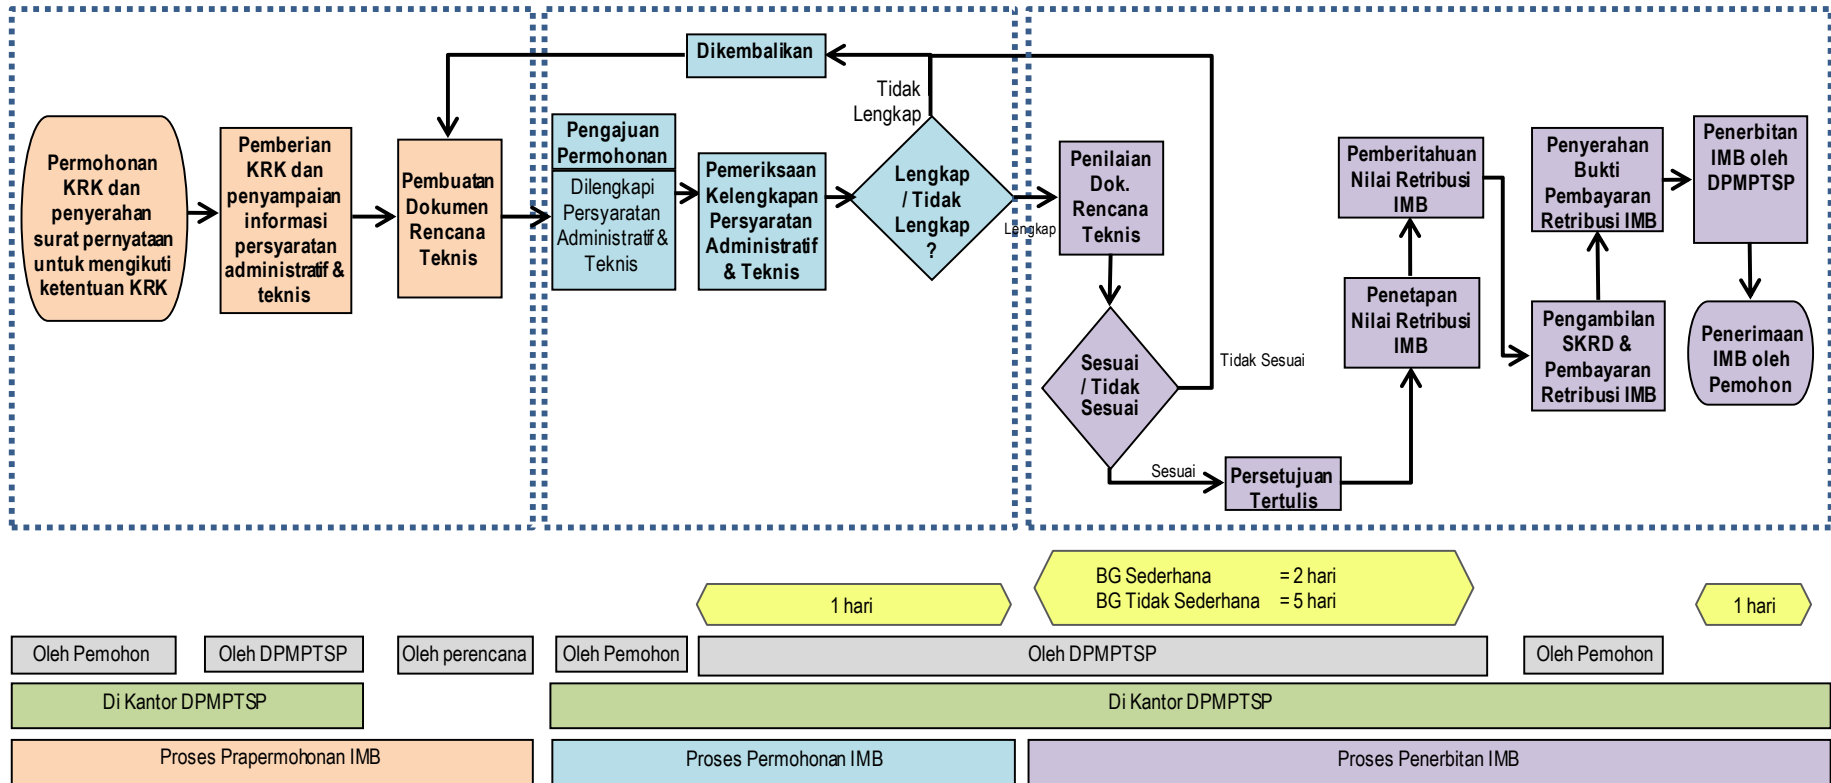 Permohonan
KRK dan
penyerahan
surat pernyataan
untuk mengikuti
ketentuan KRK
Pemberian
KRK dan
penyampaian
informasi
persyaratan
administratif &
teknis
Pembuatan
Dokumen
Rencana
Teknis
Dikembalikan
Pengajuan
Permohonan
Dilengkapi
Persyaratan
Administratif &
Teknis
Pemeriksaan
Kelengkapan
Persyaratan
Administratif
& Teknis
Tidak
Lengkap
Lengkap
/ Tidak
Lengkap
?
Lengkap
Penilaian
Dok.
Rencana
Teknis
Sesuai
/ Tidak
Sesuai
Tidak Sesuai
Sesuai
Persetujuan
Tertulis
Penetapan
Nilai Retribusi
IMB
Pemberitahuan
Nilai Retribusi
IMB
Pengambilan
SKRD &
Pembayaran
Retribusi IMB
Penyerahan
Bukti
Pembayaran
Retribusi IMB
Penerbitan
IMB oleh
DPMPTSP
Penerimaan
IMB oleh
Pemohon
1 hari
BG Sederhana = 2 hari
BG Tidak Sederhana = 5 hari
1 hari
Oleh Pemohon
Oleh DPMPTSP
Oleh perencana
Oleh Pemohon
Oleh DPMPTSP
Oleh Pemohon
Di Kantor DPMPTSP
Di Kantor DPMPTSP
Proses Prapermohonan IMB
Proses Permohonan IMB
Proses Penerbitan IMB